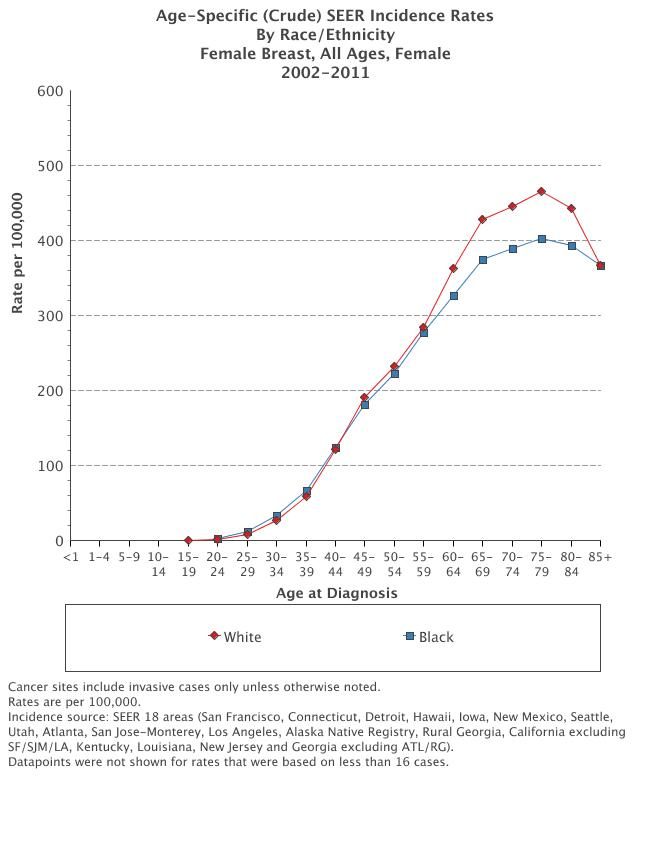 Age-Specific (Crude) SEER Incidence Rates
By Race/Ethnicity
Female Breast, All Ages, Female
2002-2011
600
500
400
300
200
100
0
Rate per 100,000
<1 1-4 5-9 10- 15- 20- 25- 30- 35- 40- 45- 50- 55- 60- 65- 70- 75- 80- 85+
14 19 24 29 34 39 44 49 54 59 64 69 74 79 84
Age at Diagnosis
White Black
Cancer sites include invasive cases only unless otherwise noted.
Rates are per 100,000.
Incidence source: SEER 18 areas (San Francisco, Connecticut, Detroit, Hawaii, Iowa, New Mexico, Seattle,
Utah, Atlanta, San Jose-Monterey, Los Angeles, Alaska Native Registry, Rural Georgia, California excluding
SF/SJM/LA, Kentucky, Louisiana, New Jersey and Georgia excluding ATL/RG).
Datapoints were not shown for rates that were based on less than 16 cases.